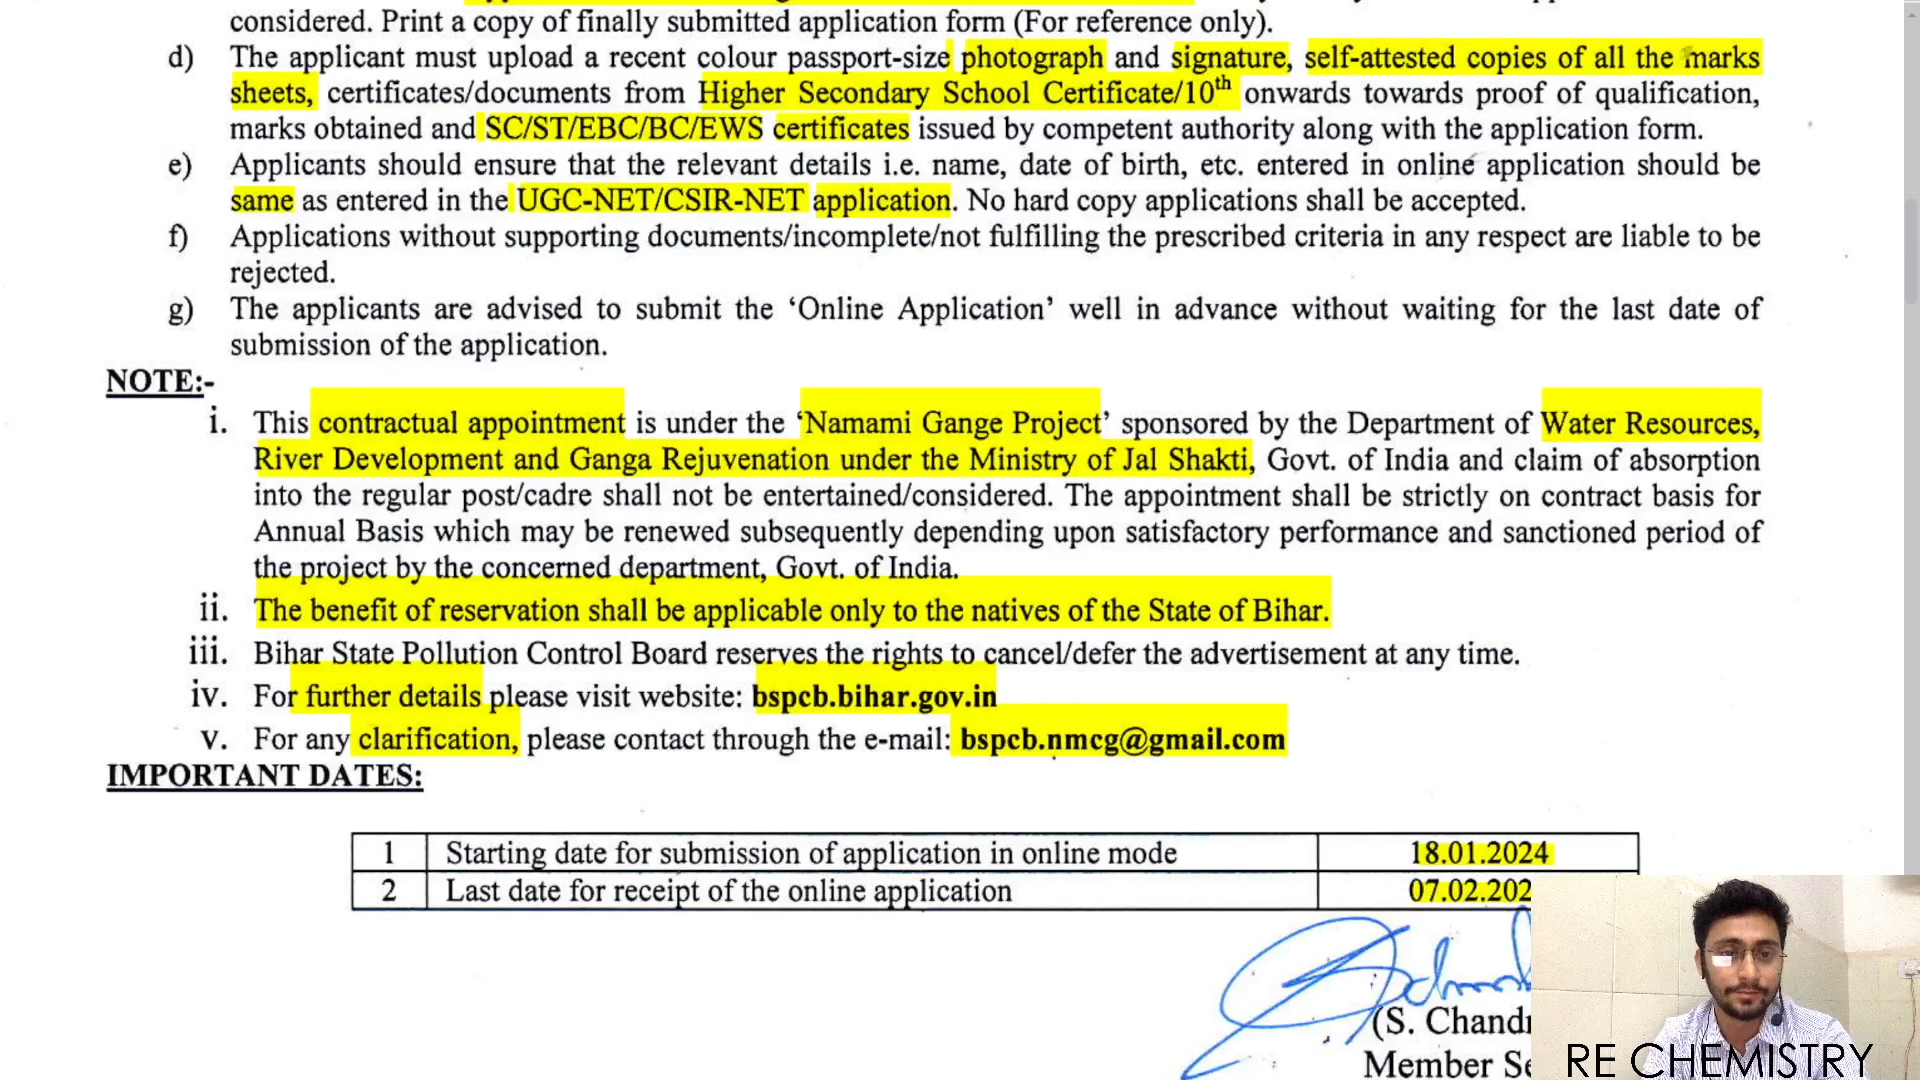 considered. Print a copy of finally submitted application form (For reference only).
d) The applicant must upload a recent colour passport-size photograph and signature, self-attested copies of all the marks
sheets, certificates/documents from Higher Secondary School Certificate/10th onwards towards proof of qualification,
marks obtained and SC/ST/EBC/BC/EWS certificates issued by competent authority along with the application form.
e) Applicants should ensure that the relevant details i.e. name, date of birth, etc. entered in online application should be
same as entered in the UGC-NET/CSIR-NET application. No hard copy applications shall be accepted.
f) Applications without supporting documents/incomplete/not fulfilling the prescribed criteria in any respect are liable to be
rejected.
g) The applicants are advised to submit the ‘Online Application’ well in advance without waiting for the last date of
submission of the application.
NOTE:-
i. This contractual appointment is under the ‘Namami Gange Project’ sponsored by the Department of Water Resources,
River Development and Ganga Rejuvenation under the Ministry of Jal Shakti, Govt. of India and claim of absorption
into the regular post/cadre shall not be entertained/considered. The appointment shall be strictly on contract basis for
Annual Basis which may be renewed subsequently depending upon satisfactory performance and sanctioned period of
the project by the concerned department, Govt. of India.
ii. The benefit of reservation shall be applicable only to the natives of the State of Bihar.
iii. Bihar State Pollution Control Board reserves the rights to cancel/defer the advertisement at any time.
iv. For further details please visit website: bspcb.bihar.gov.in
v. For any clarification, please contact through the e-mail: bspcb.nmcg@gmail.com
IMPORTANT DATES:
1 Starting date for submission of application in online mode 18.01.2024
2 Last date for receipt of the online application 07.02.202
(S. Chand
Member Se
RE CHEMISTRY